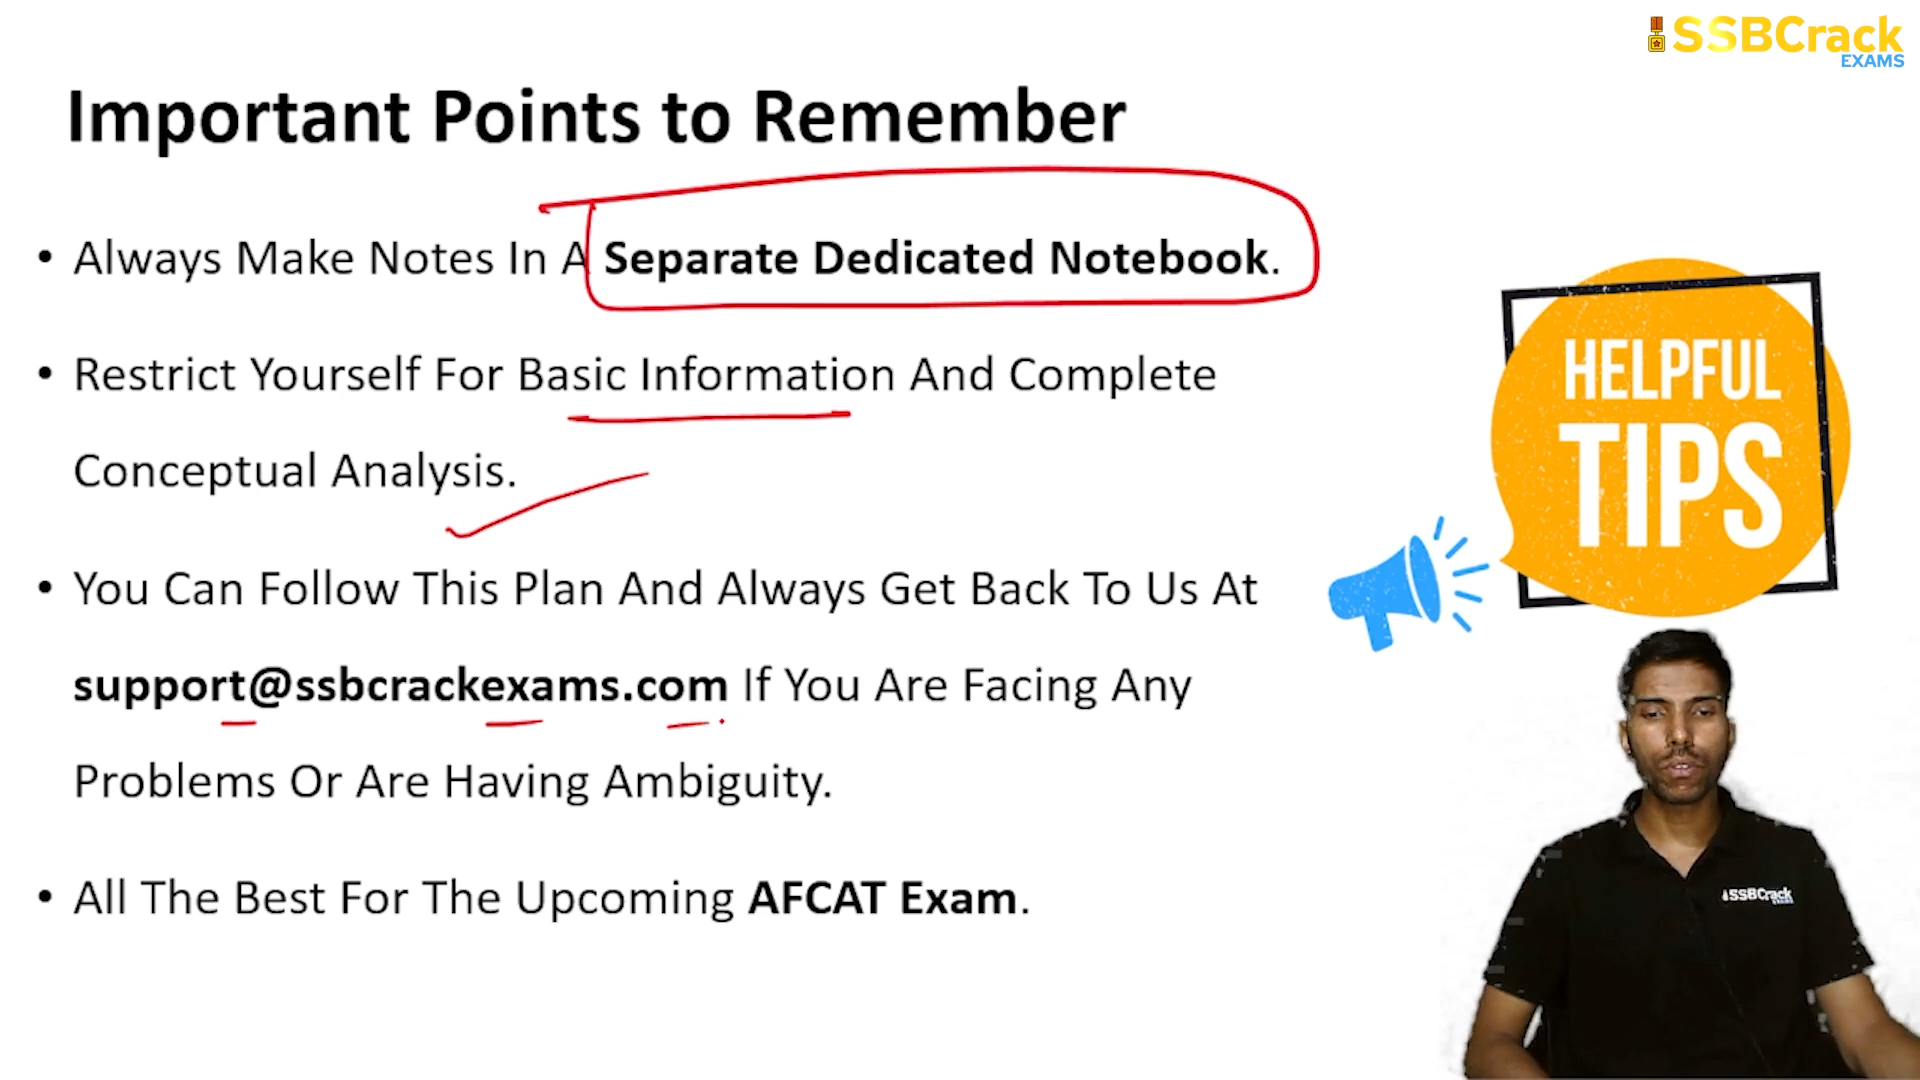 SSBCrack
EXAMS
Important Points to Remember
• Always Make Notes In A Separate Dedicated Notebook.
• Restrict Yourself For Basic Information And Complete
Conceptual Analysis.
• You Can Follow This Plan And Always Get Back To Us At
support@ssbcrackexams.com If You Are Facing Any
Problems Or Are Having Ambiguity.
• All The Best For The Upcoming AFCAT Exam.
HELPFUL
TIPS
SSBCrack
EXAMS